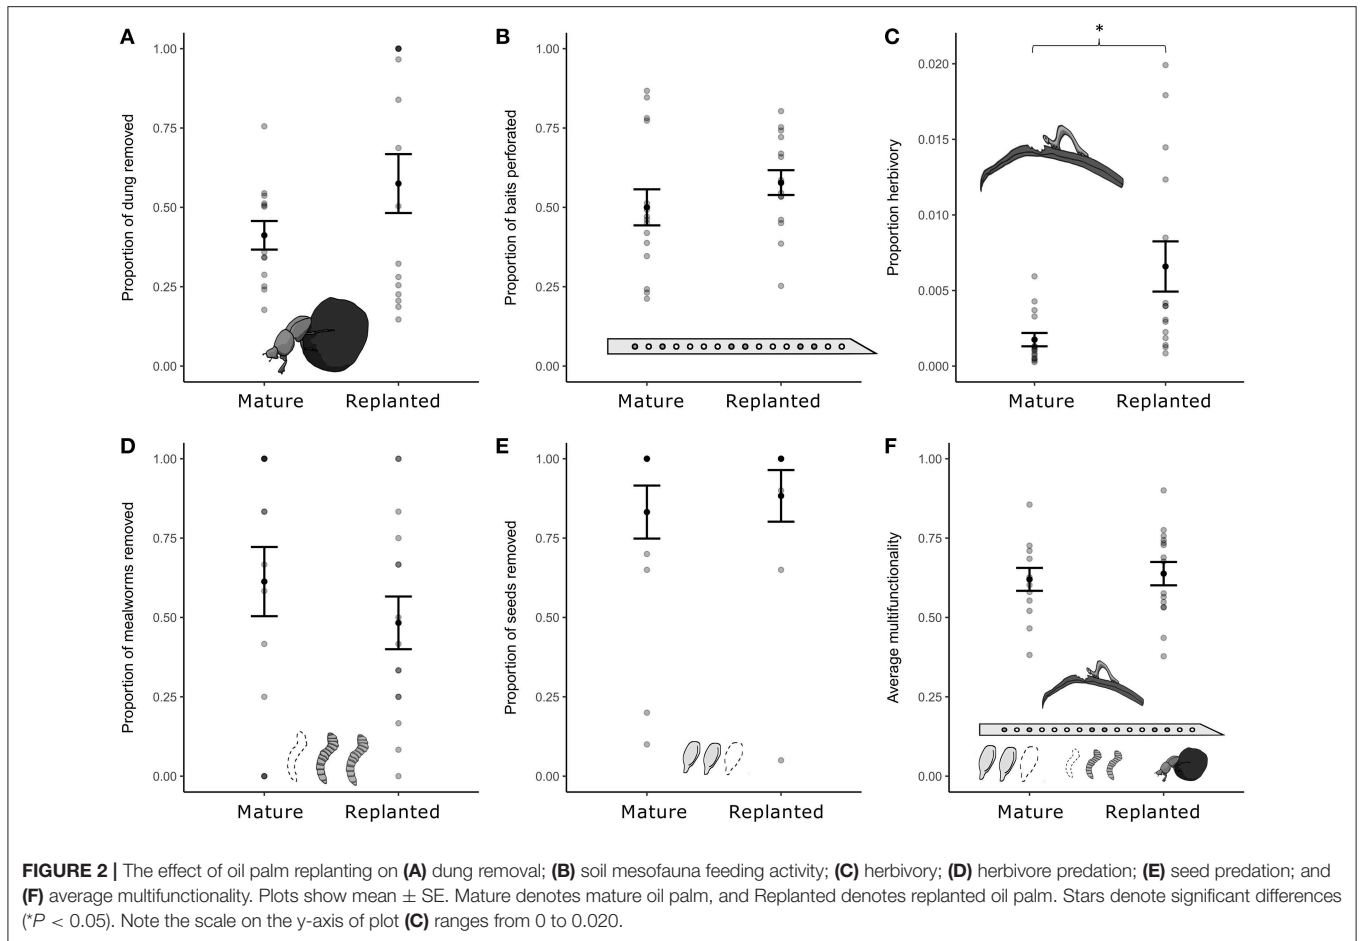 A
Proportion of dung removed
1.00
0.75
0.50
0.25
0.00
Mature Replanted
B
Proportion of baits perforated
1.00
0.75
0.50
0.25
0.00
Mature Replanted
C
*
Proportion herbivory
0.020
0.015
0.010
0.005
0.000
Mature Replanted
D
Proportion of mealworms removed
1.00
0.75
0.50
0.25
0.00
Mature Replanted
E
Proportion of seeds removed
1.00
0.75
0.50
0.25
0.00
Mature Replanted
F
Average multifunctionality
1.00
0.75
0.50
0.25
0.00
Mature Replanted
FIGURE 2 | The effect of oil palm replanting on (A) dung removal; (B) soil mesofauna feeding activity; (C) herbivory; (D) herbivore predation; (E) seed predation; and
(F) average multifunctionality. Plots show mean ± SE. Mature denotes mature oil palm, and Replanted denotes replanted oil palm. Stars denote significant differences
(*P < 0.05). Note the scale on the y-axis of plot (C) ranges from 0 to 0.020.